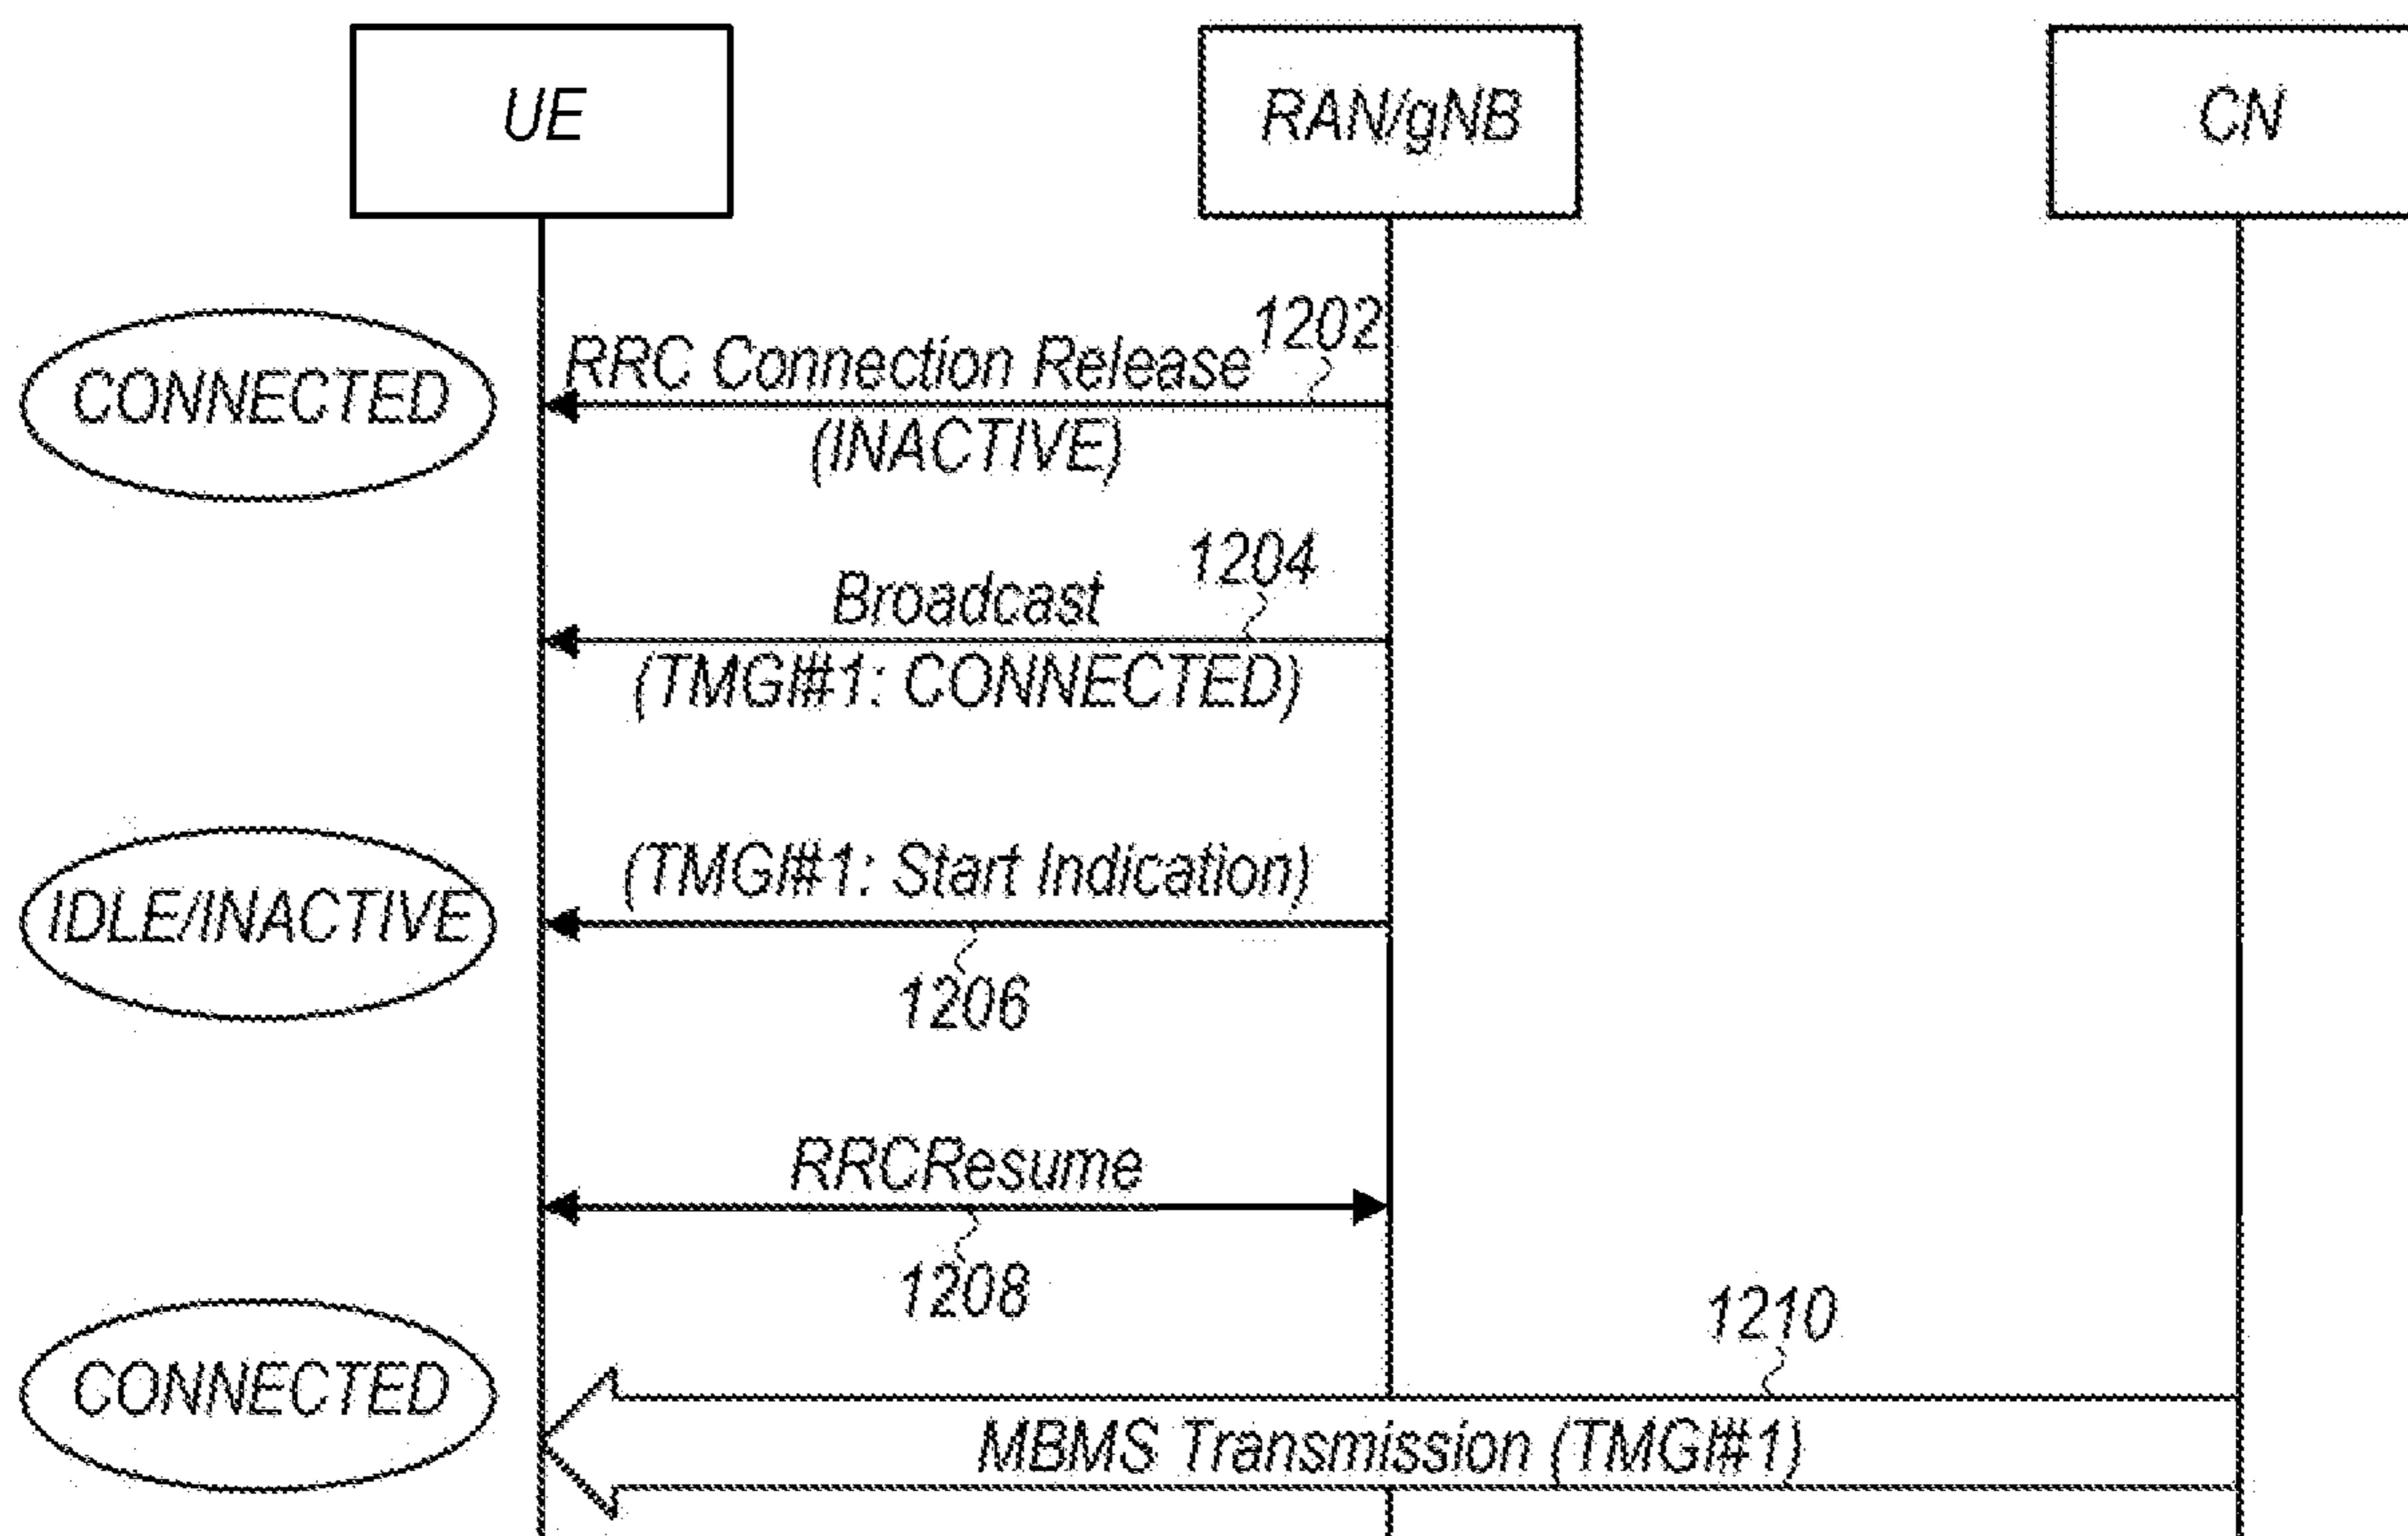 UE
RAN/gNB
CN
1202
RRC Connection Release
CONNECTED
(INACTIVE)
1204
Broadcast
(TMGI#1: CONNECTED)
(TMGI#1: Start Indication)
IDLE/INACTIVE
1206
RRCResume
1208
1210
CONNECTED
MBMS Transmission (TMGI#1)